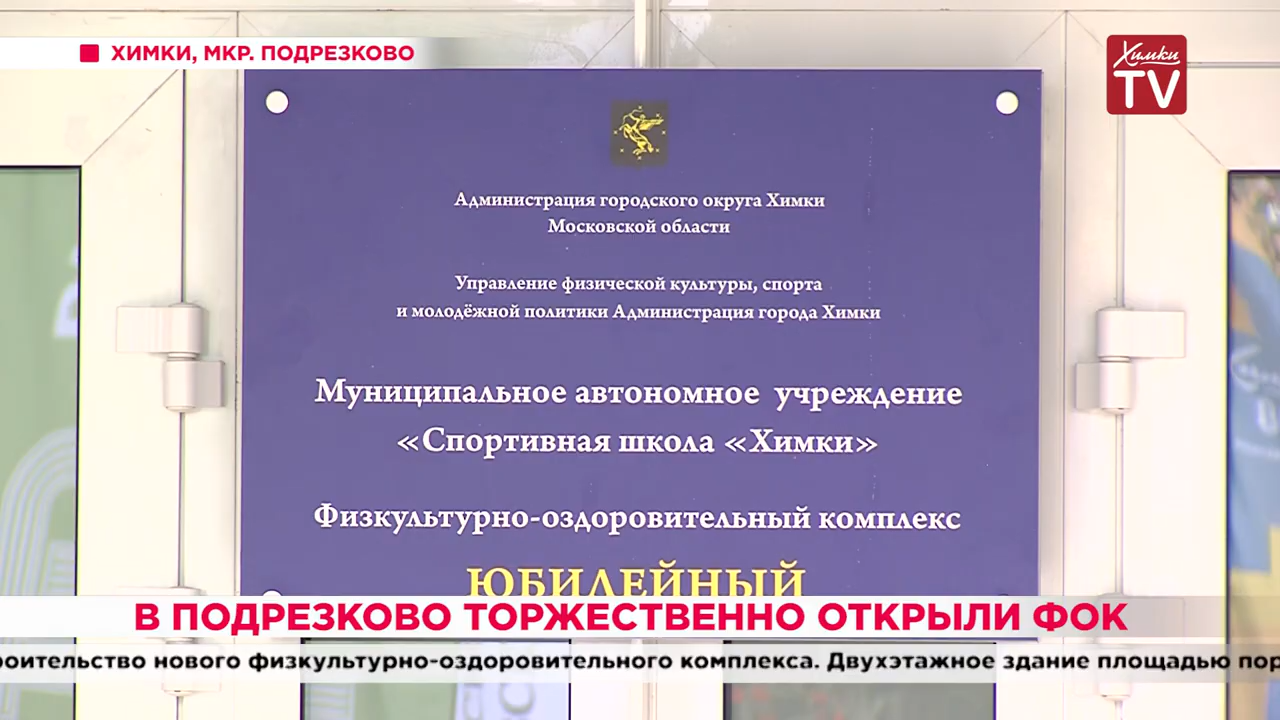 ХИМКИ, МКР. ПОДРЕЗКОВО
Химки
TV
Администрация городского округа Химки
Московской области
Управление физической культуры, спорта
и молодёжной политики Администрация города Химки
Муниципальное автономное учреждение
«Спортивная школа «Химки»
Физкультурно-оздоровительный комплекс
ЮБИЛЕЙНЫЙ
В ПОДРЕЗКОВО ТОРЖЕСТВЕННО ОТКРЫЛИ ФОК
роительство нового физкультурно-оздоровительного комплекса. Двухэтажное здание площадью пор